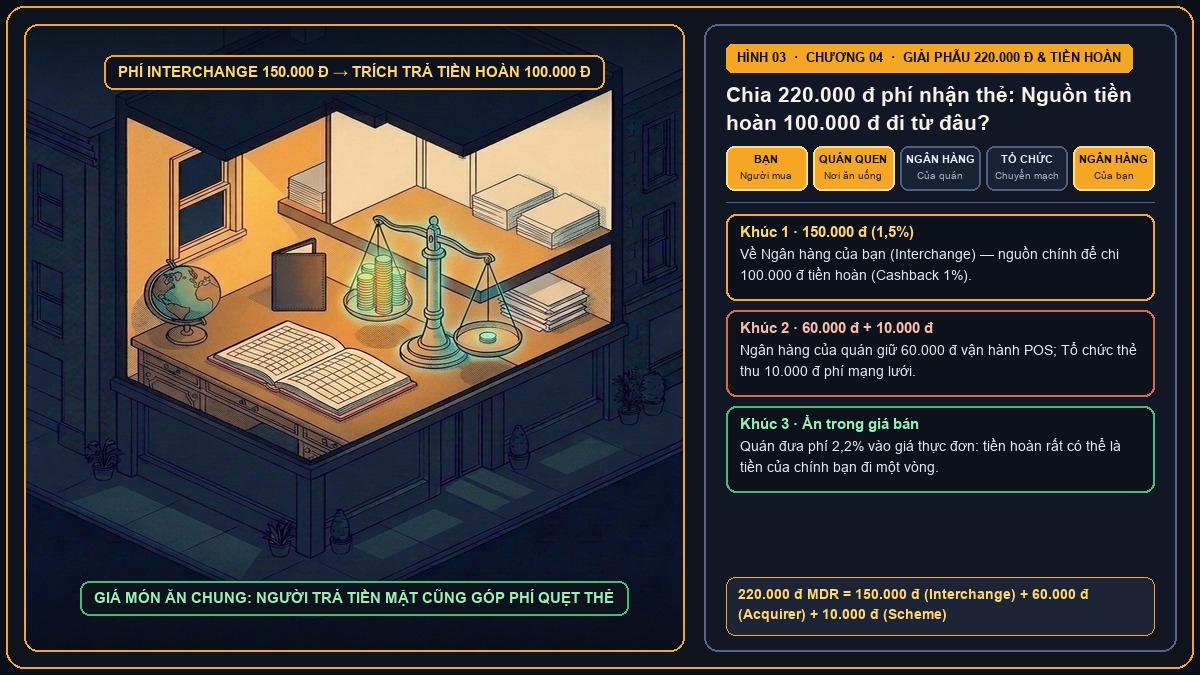 PHÍ INTERCHANGE 150.000 Đ → TRÍCH TRẢ TIỀN HOÀN 100.000 Đ
GIÁ MÓN ĂN CHUNG: NGƯỜI TRẢ TIỀN MẶT CŨNG GÓP PHÍ QUẸT THẺ
HÌNH 03 · CHƯƠNG 04 · GIẢI PHẪU 220.000 Đ & TIỀN HOÀN
Chia 220.000 đ phí nhận thẻ: Nguồn tiền
hoàn 100.000 đ đi từ đâu?
BẠN
Người mua
QUÁN QUEN
Nơi ăn uống
NGÂN HÀNG
Của quán
TỔ CHỨC
Chuyển mạch
NGÂN HÀNG
Của bạn
Khúc 1 · 150.000 đ (1,5%)
Về Ngân hàng của bạn (Interchange) — nguồn chính để chi
100.000 đ tiền hoàn (Cashback 1%).
Khúc 2 · 60.000 đ + 10.000 đ
Ngân hàng của quán giữ 60.000 đ vận hành POS; Tổ chức thẻ
thu 10.000 đ phí mạng lưới.
Khúc 3 · Ẩn trong giá bán
Quán đưa phí 2,2% vào giá thực đơn: tiền hoàn rất có thể là
tiền của chính bạn đi một vòng.
220.000 đ MDR = 150.000 đ (Interchange) + 60.000 đ
(Acquirer) + 10.000 đ (Scheme)